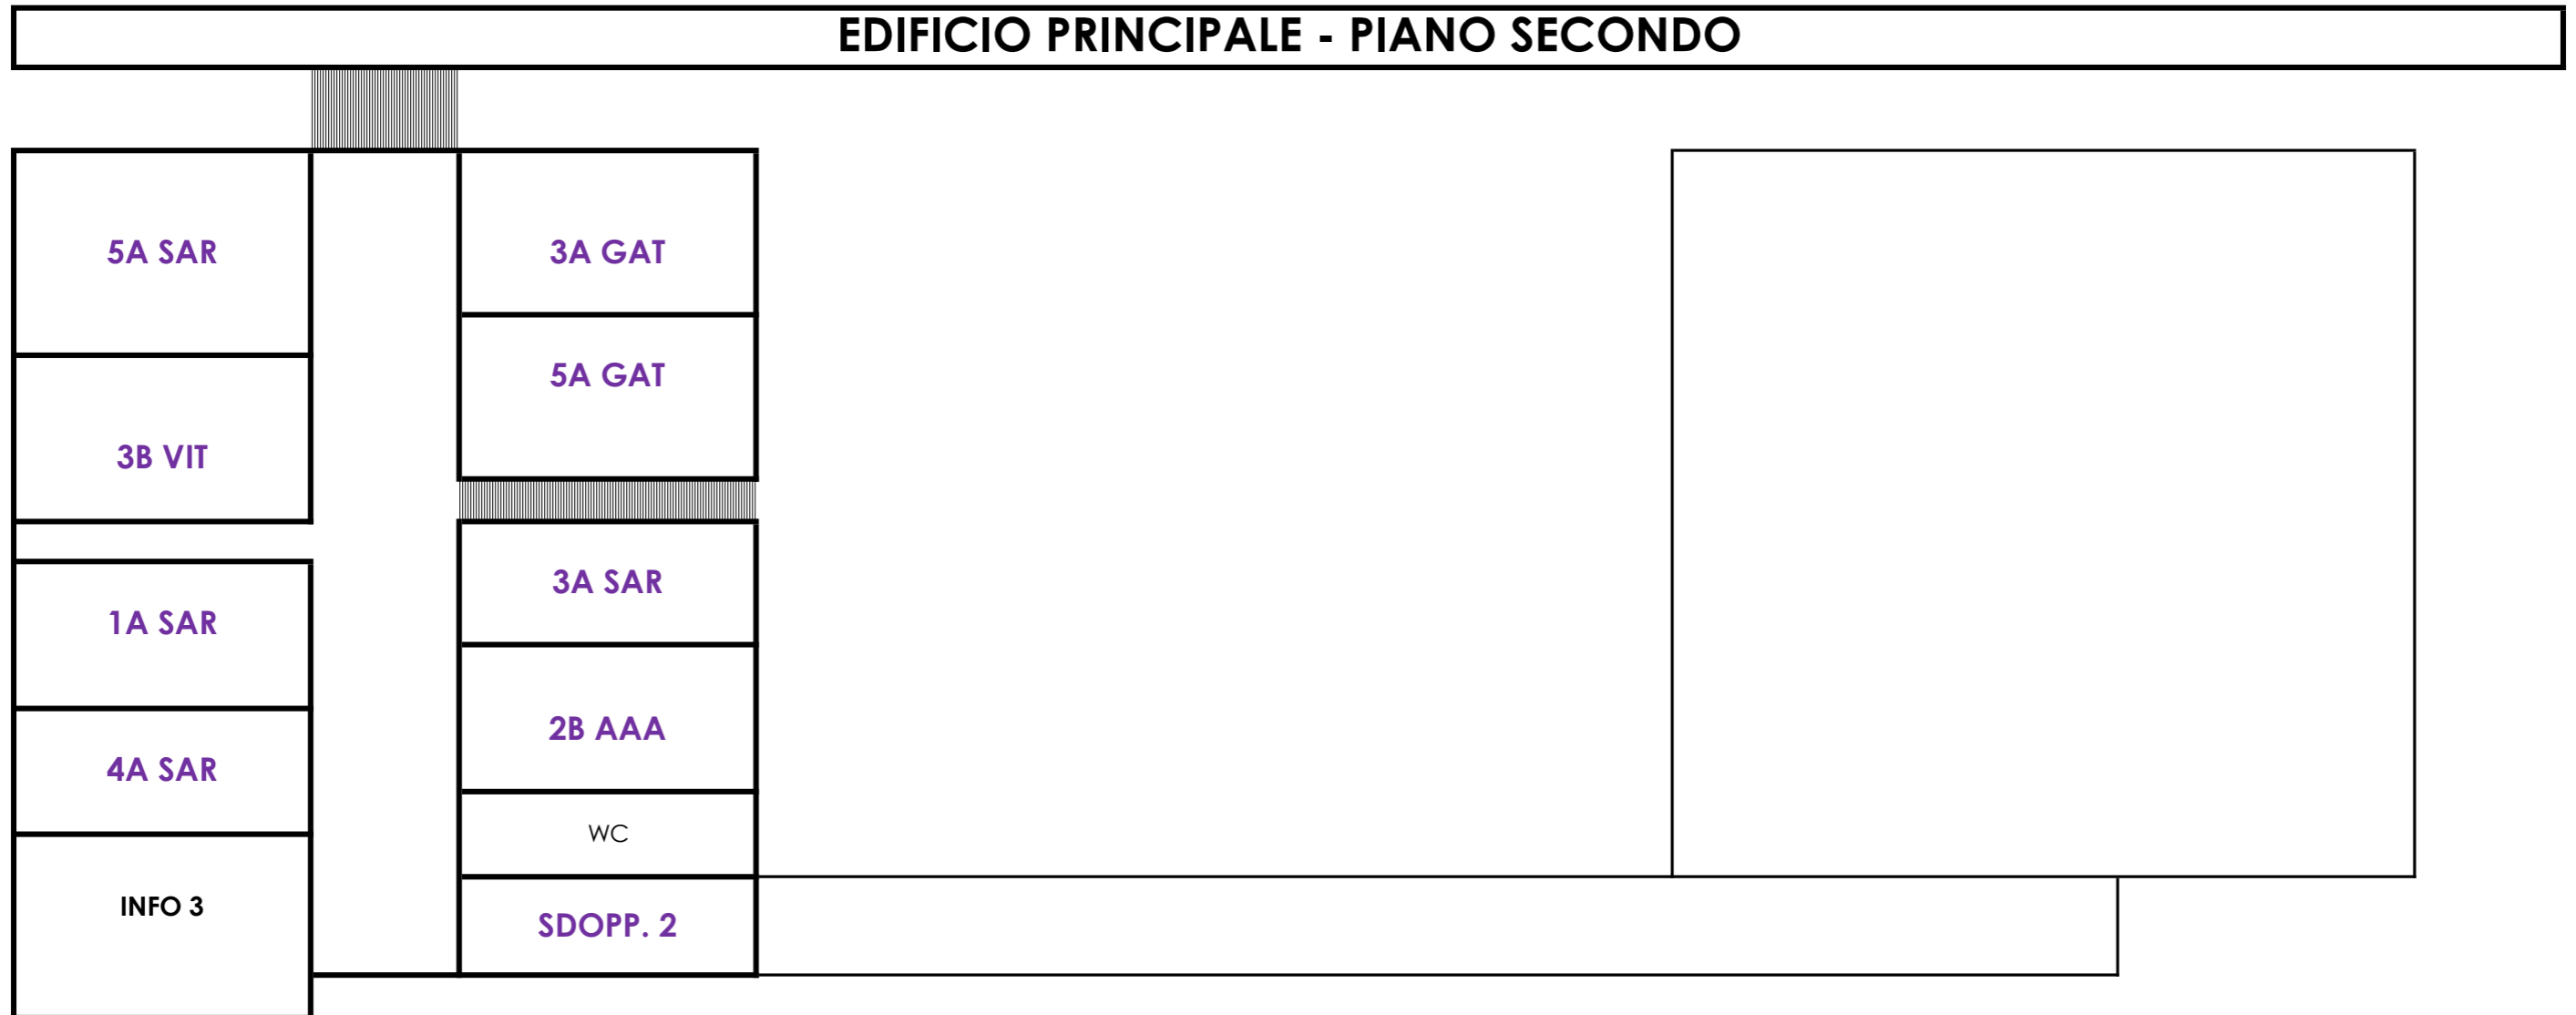 EDIFICIO PRINCIPALE - PIANO SECONDO
5A SAR
3A GAT
5A GAT
3B VIT
3A SAR
1A SAR
2B AAA
4A SAR
WC
INFO 3
SDOPP. 2